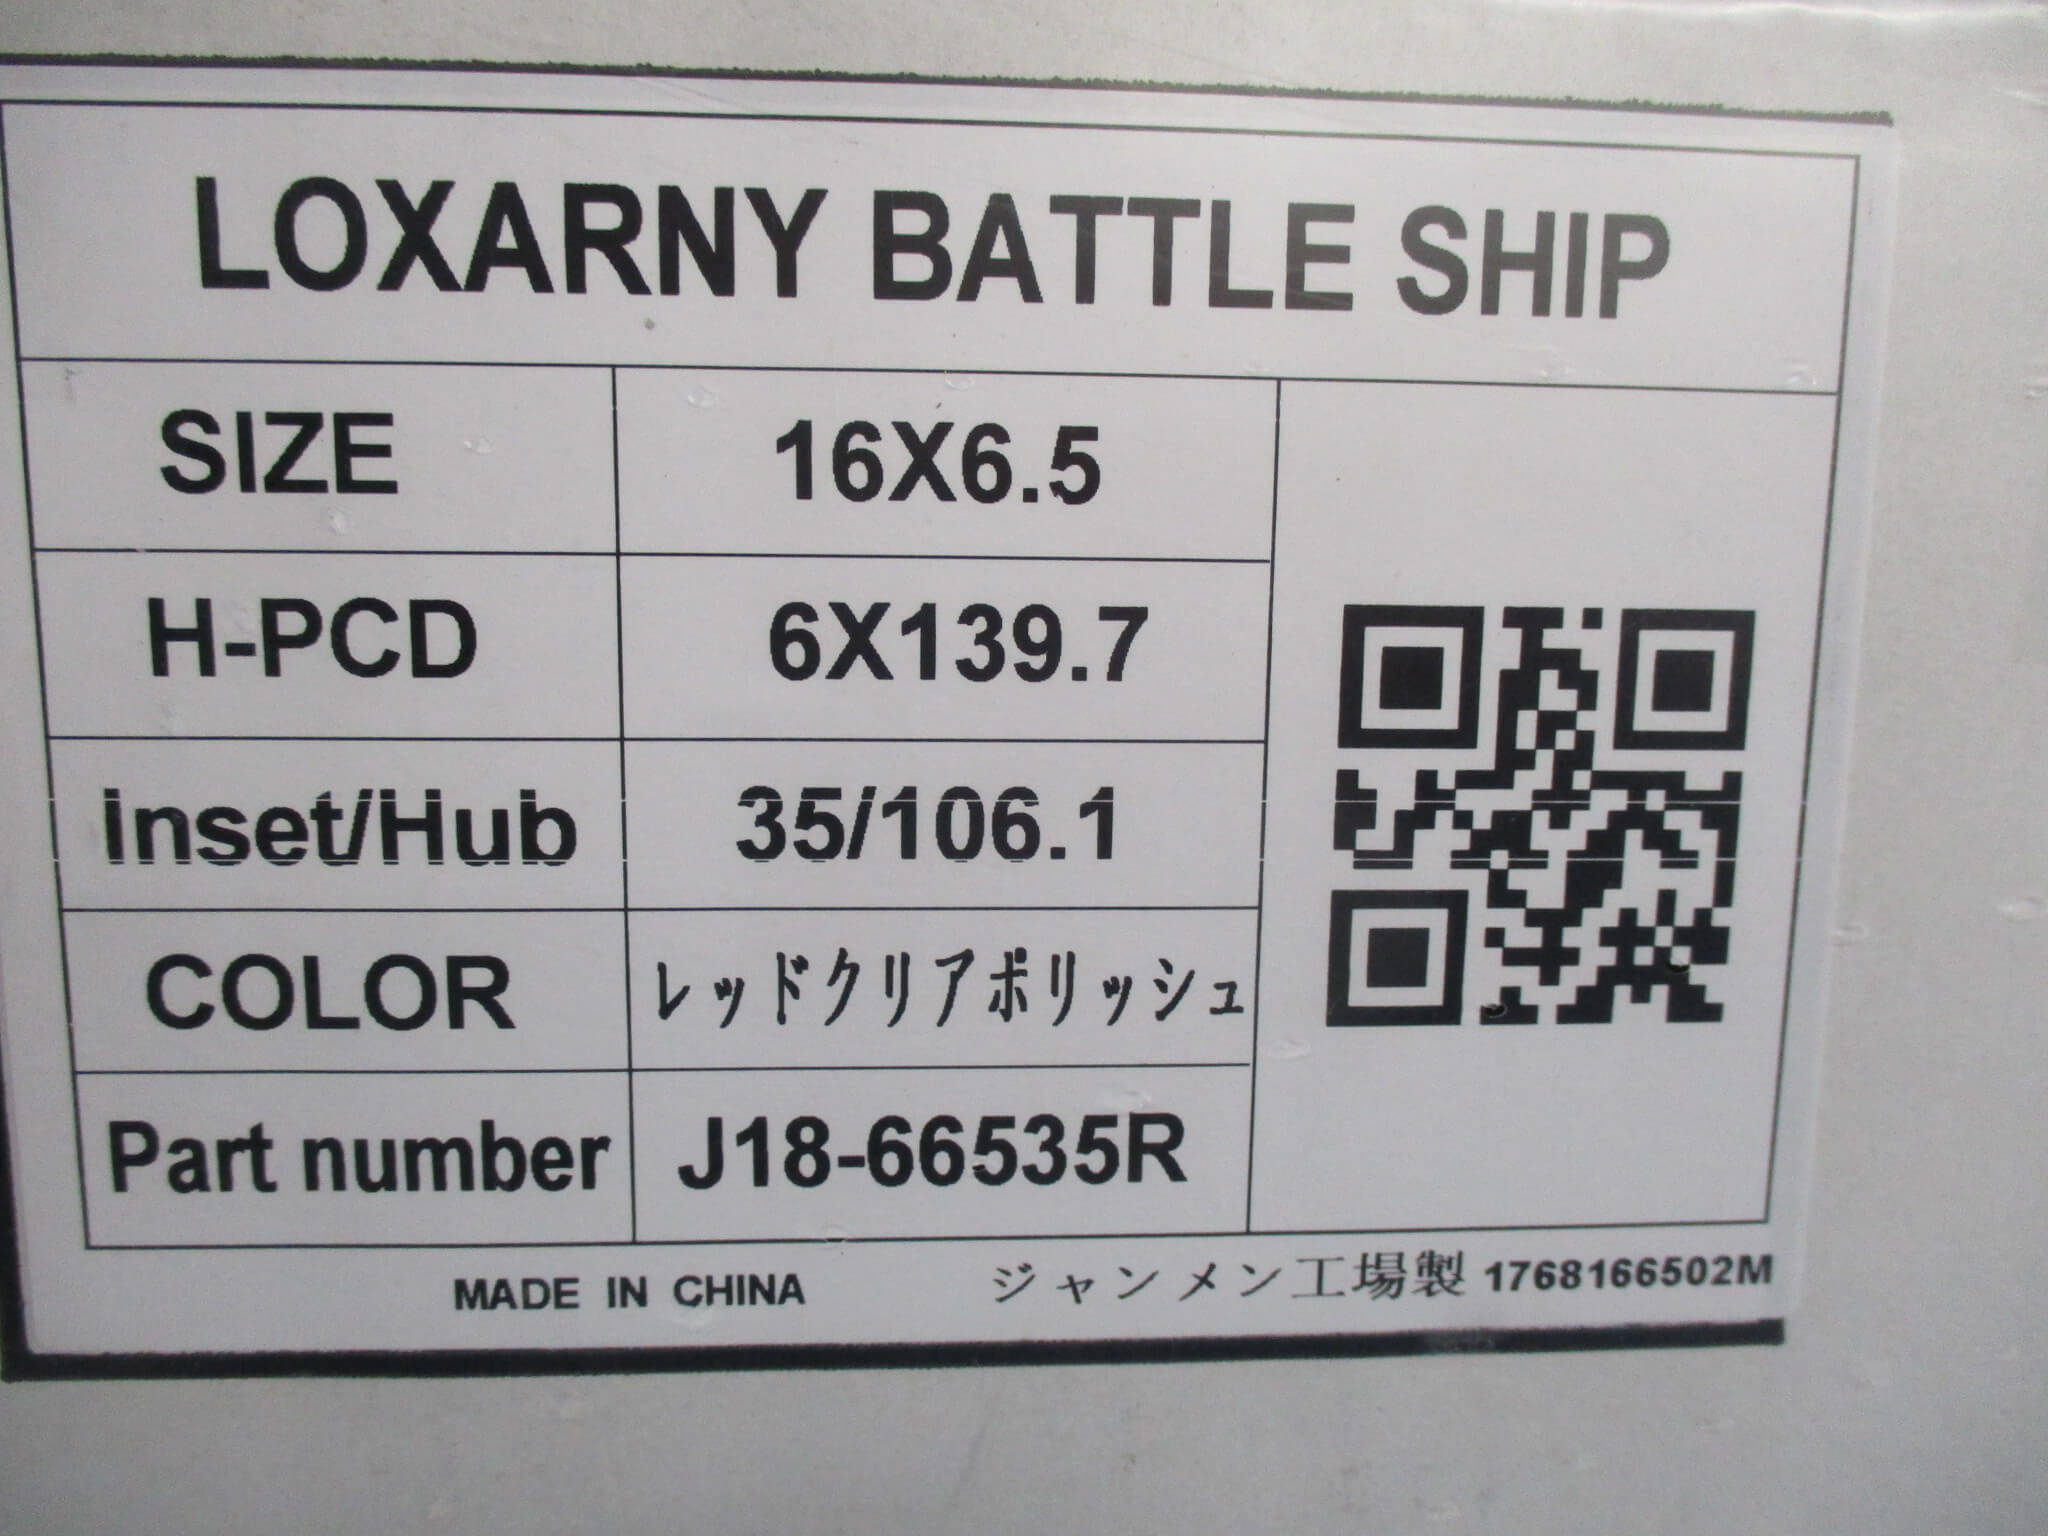 LOXARNY BATTLE SHIP
SIZE 16X6.5
H-PCD 6X139.7
Inset/Hub 35/106.1
COLOR レッドクリアポリッシュ
Part number J18-66535R
MADE IN CHINA ジャンメン工場製 1768166502M